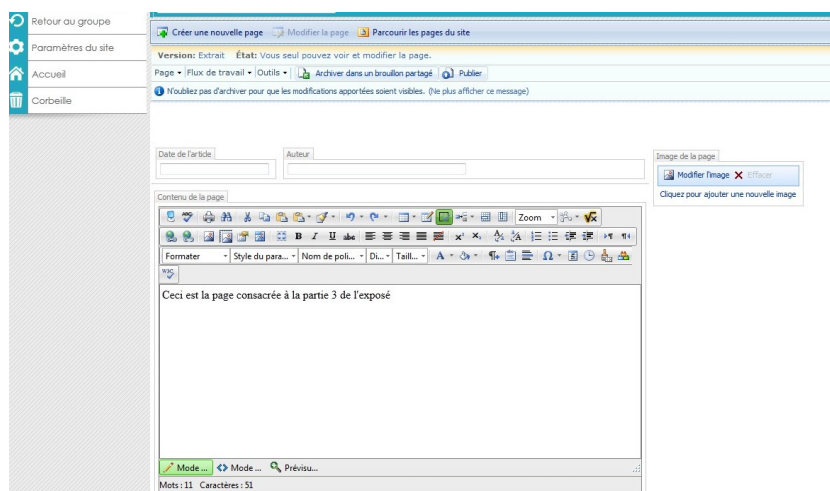 Retour au groupe
Paramètres du site
Accueil
Corbeille
Créer une nouvelle page Modifier la page Parcourir les pages du site
Version: Extrait État: Vous seul pouvez voir et modifier la page.
Page Flux de travail Outils Archiver dans un brouillon partagé Publier
N'oubliez pas d'archiver pour que les modifications apportées soient visibles. (Ne plus afficher ce message)
Date de l'article Auteur
Image de la page
Modifier l'image Effacer
Cliquez pour ajouter une nouvelle image
Contenu de la page
Zoom
Formater Style du para... Nom de poli... Di... Taill...
Ceci est la page consacrée à la partie 3 de l'exposé
Mode ... Mode ... Prévisu...
Mots : 11 Caractères : 51